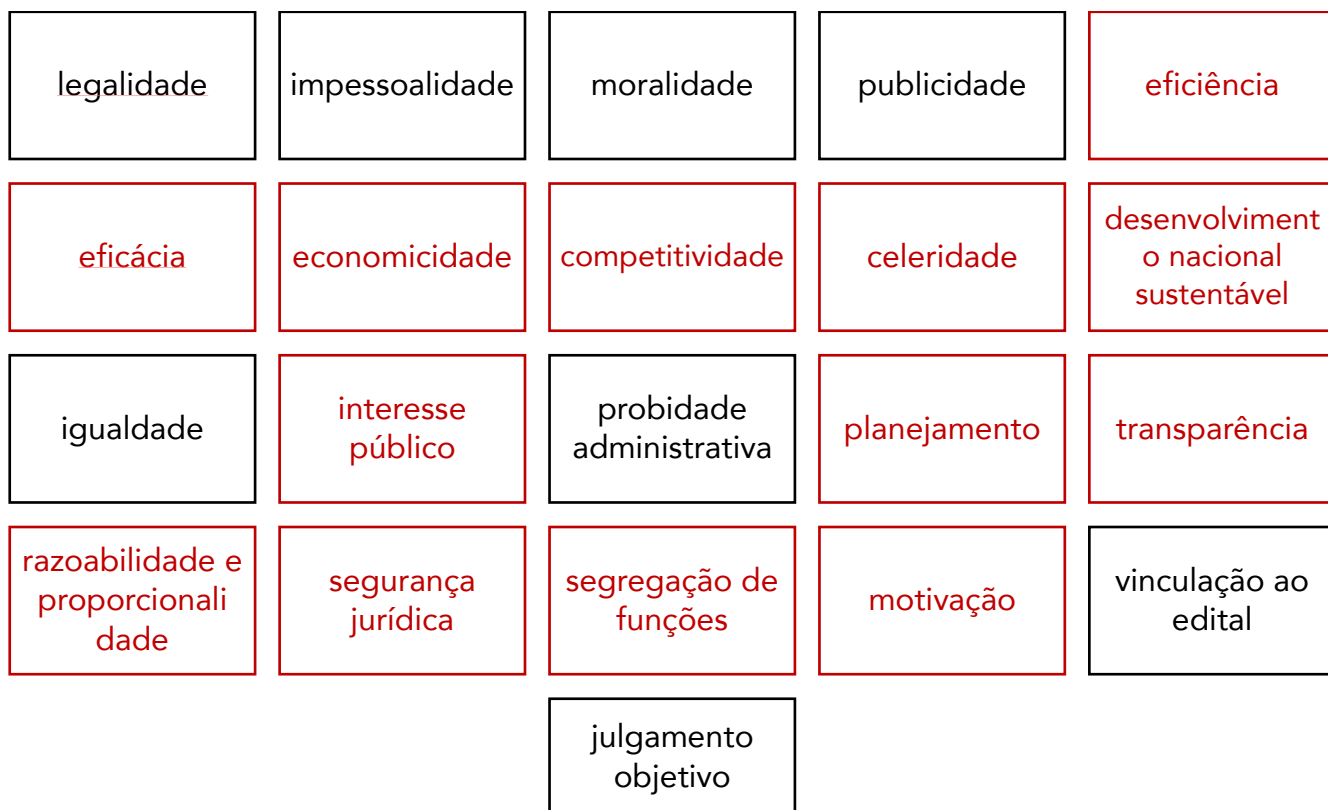 legalidade
impessoalidade
moralidade
publicidade
eficiência
eficácia
economicidade
competitividade
celeridade
desenvolviment
o nacional
sustentável
igualdade
interesse
público
probidade
administrativa
planejamento
transparência
razoabilidade e
proporcionali
dade
segurança
jurídica
segregação de
funções
motivação
vinculação ao
edital
julgamento
objetivo